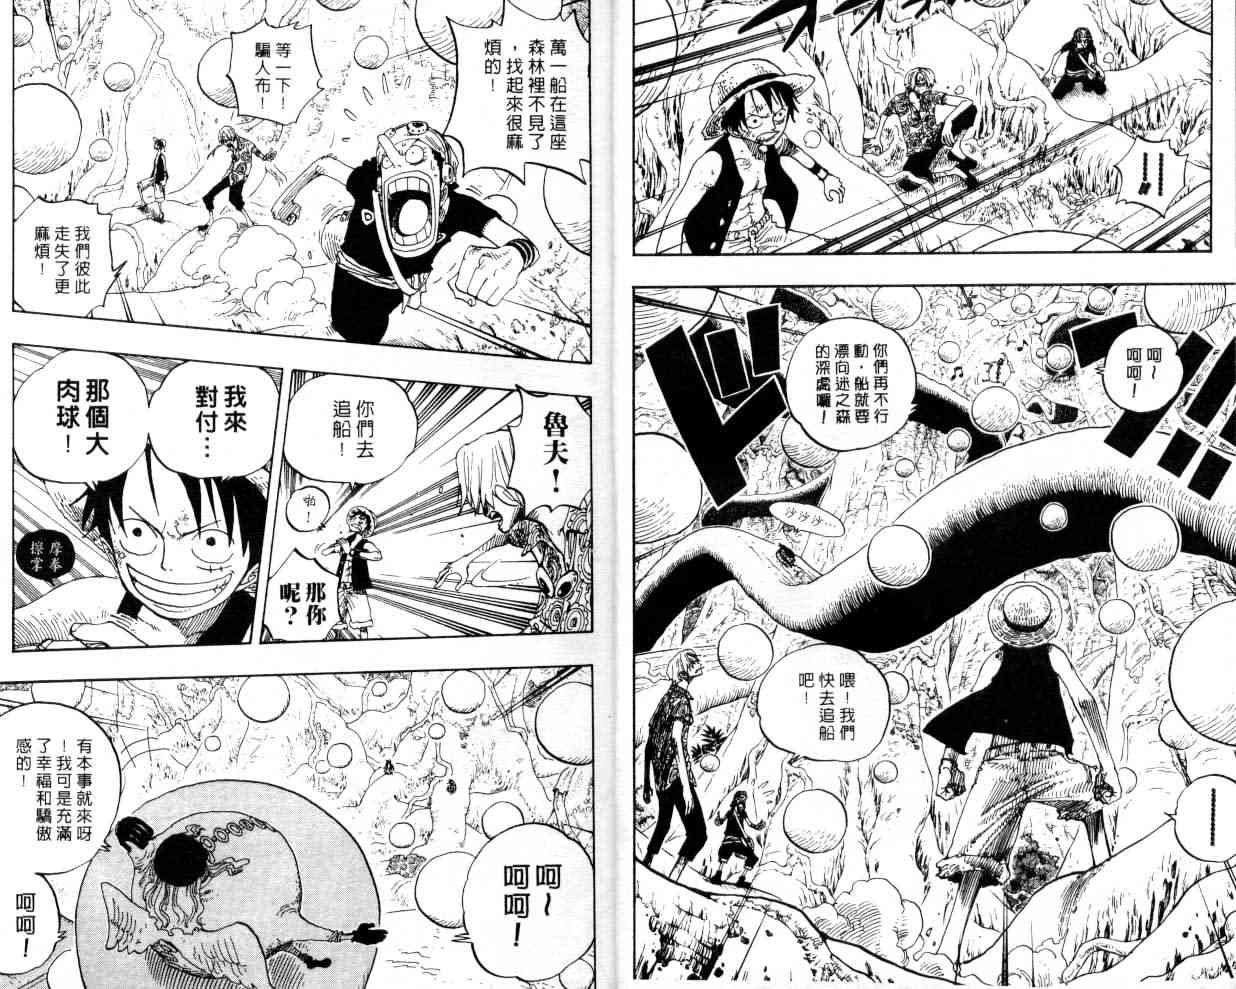 呵～
呵呵！
你們再不行
動，船就要
漂向迷之森
的深處囉！
沙沙沙
喂！我們
快去追船
吧！
萬一船在這座
森林裡不見了
，找起來很麻
煩的！
等一下！
騙人布！
我們彼此
走失了更
麻煩！
魯夫！
你們去
追船！
啪！
那你
呢？
我來
對付…
那個大
肉球！
摩拳
擦掌
呵～
呵呵！
有本事就來呀
！我可是充滿
了幸福和驕傲
感的！
呵呵！